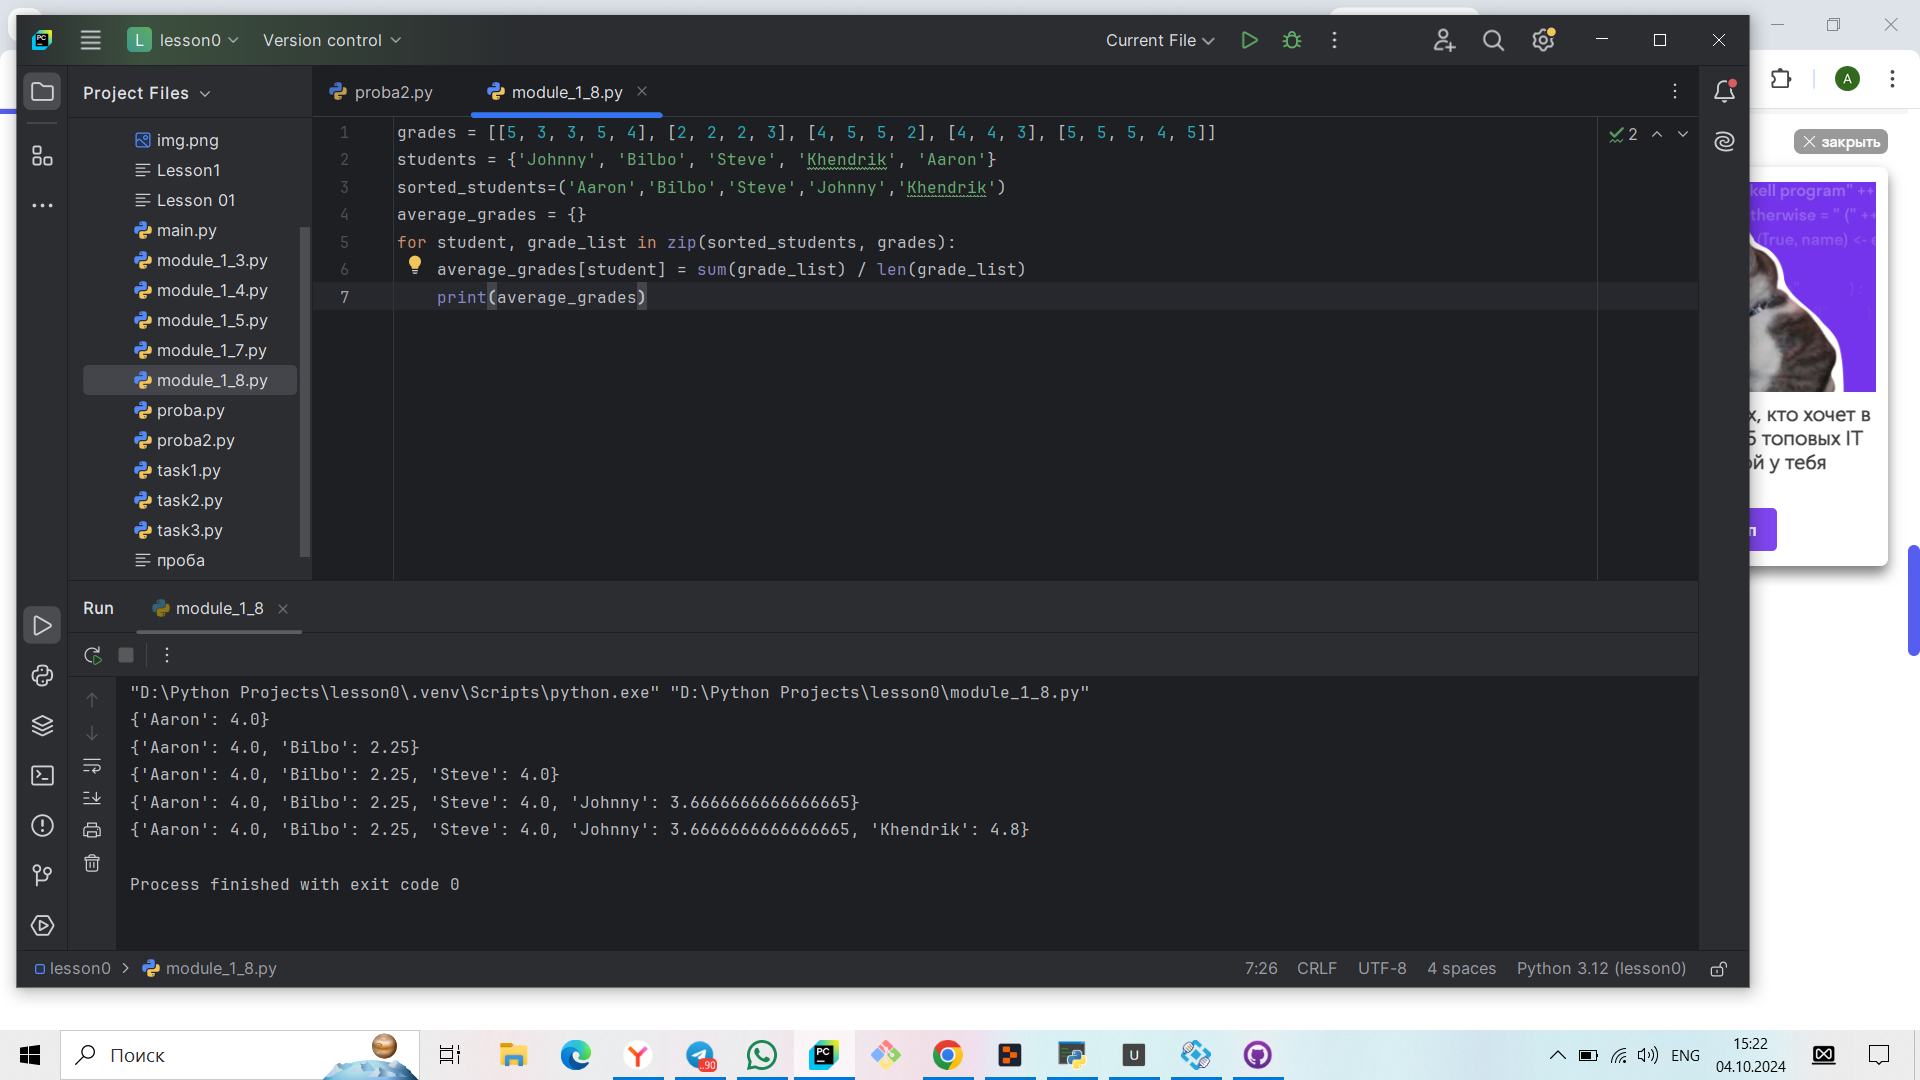 lesson0
Version control
Current File
Project Files
proba2.py
module_1_8.py
img.png
Lesson1
Lesson 01
main.py
module_1_3.py
module_1_4.py
module_1_5.py
module_1_7.py
module_1_8.py
proba.py
proba2.py
task1.py
task2.py
task3.py
проба
1 grades = [[5, 3, 3, 5, 4], [2, 2, 2, 3], [4, 5, 5, 2], [4, 4, 3], [5, 5, 5, 4, 5]]
2 students = {'Johnny', 'Bilbo', 'Steve', 'Khendrik', 'Aaron'}
3 sorted_students=('Aaron','Bilbo','Steve','Johnny','Khendrik')
4 average_grades = {}
5 for student, grade_list in zip(sorted_students, grades):
6 average_grades[student] = sum(grade_list) / len(grade_list)
7 print(average_grades)
2
A
закрыть
kell program" ++
therwise = " (" ++
(True, name) <- e
х, кто хочет в
5 топовых IT
ой у тебя
Run
module_1_8
"D:\Python Projects\lesson0\.venv\Scripts\python.exe" "D:\Python Projects\lesson0\module_1_8.py"
{'Aaron': 4.0}
{'Aaron': 4.0, 'Bilbo': 2.25}
{'Aaron': 4.0, 'Bilbo': 2.25, 'Steve': 4.0}
{'Aaron': 4.0, 'Bilbo': 2.25, 'Steve': 4.0, 'Johnny': 3.6666666666666665}
{'Aaron': 4.0, 'Bilbo': 2.25, 'Steve': 4.0, 'Johnny': 3.6666666666666665, 'Khendrik': 4.8}
Process finished with exit code 0
lesson0 > module_1_8.py
7:26 CRLF UTF-8 4 spaces Python 3.12 (lesson0)
Поиск
ENG
15:22
04.10.2024